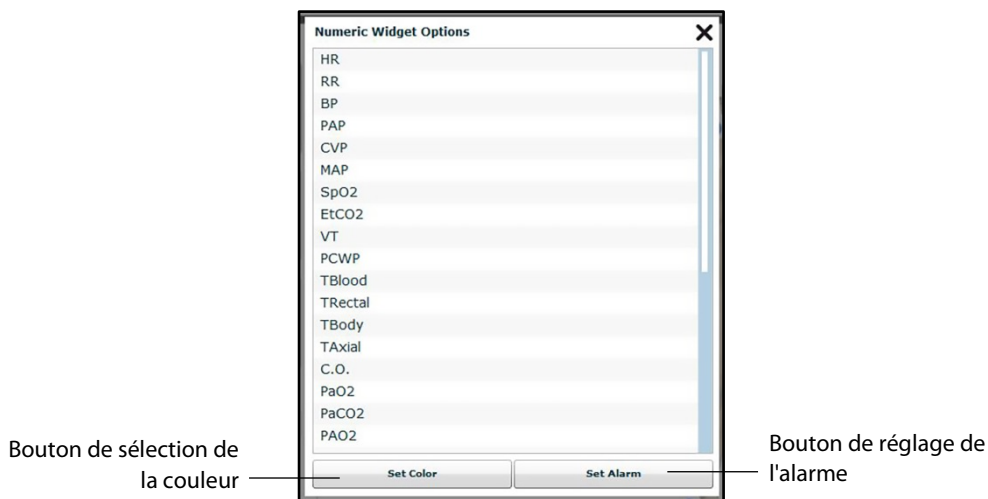 Numeric Widget Options
HR
RR
BP
PAP
CVP
MAP
SpO2
EtCO2
VT
PCWP
TBlood
TRectal
TBody
TAxial
C.O.
PaO2
PaCO2
PAO2
Set Color
Set Alarm
Bouton de sélection de
la couleur
Bouton de réglage de
l'alarme